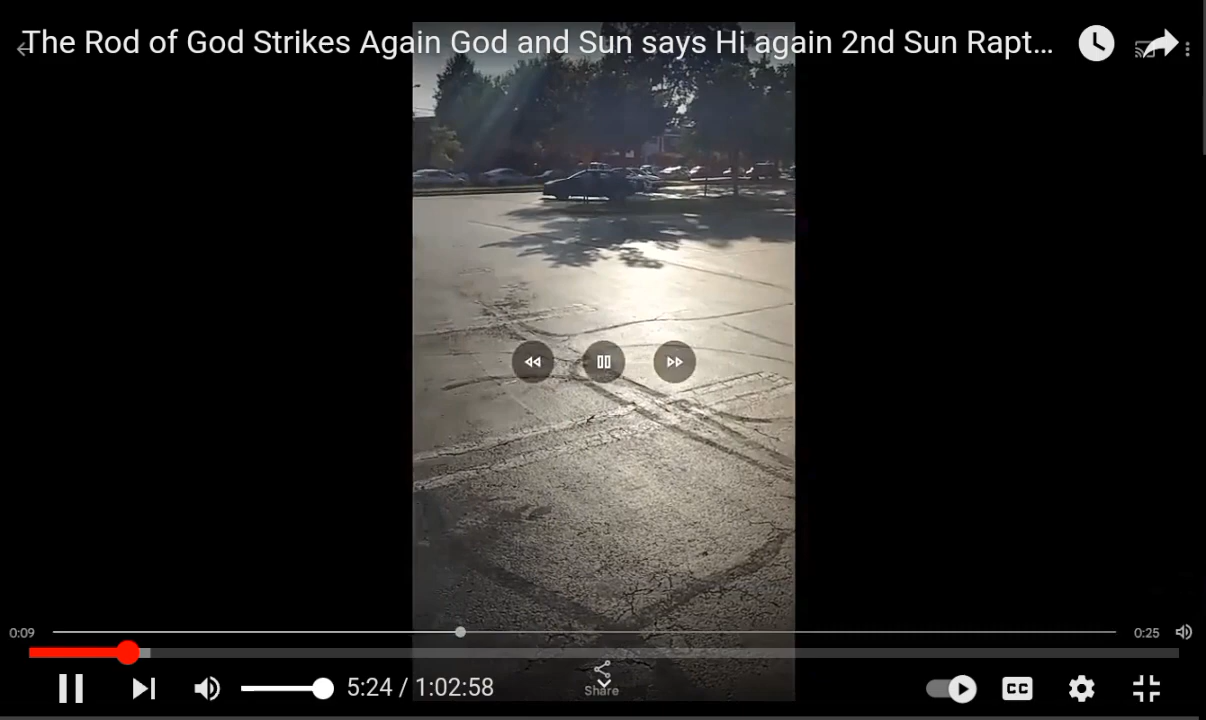 The Rod of God Strikes Again God and Sun says Hi again 2nd Sun Rapt...
0:09
0:25
5:24 / 1:02:58
CC
Share